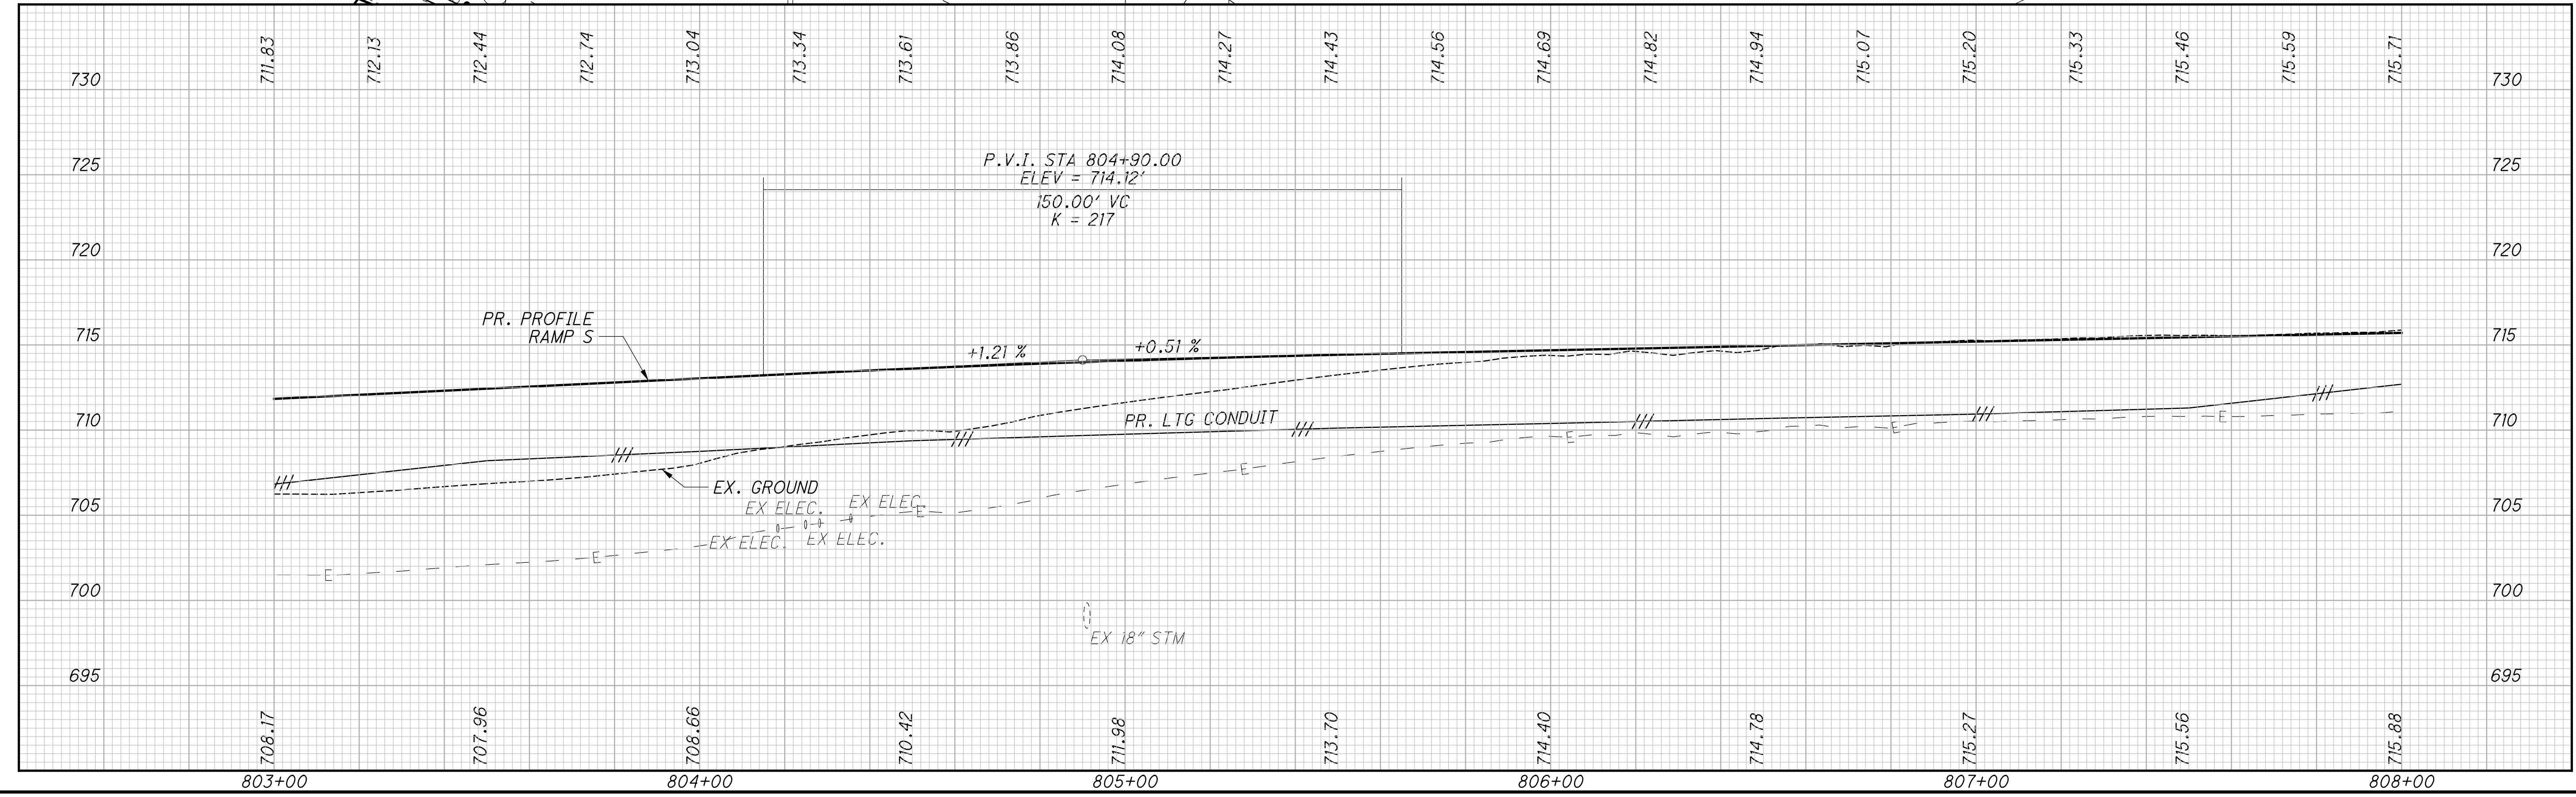 711.83 712.13 712.44 712.74 713.04 713.34 713.61 713.86 714.08 714.27 714.43 714.56 714.69 714.82 714.94 715.07 715.20 715.33 715.46 715.59 715.71
730 730
P.V.I. STA 804+90.00
725 725
ELEV = 714.12'
150.00' VC
K = 217
720 720
PR. PROFILE
RAMP S
715 715
+1.21 % +0.51 %
710 PR. LTG CONDUIT 710
EX. GROUND
705 EX ELEC. EX ELEC. 705
E
EX ELEC. EX ELEC.
E E E E E E
700 700
EX 18" STM
695 695
708.17 707.96 708.66 710.42 711.98 713.70 714.40 714.78 715.27 715.56 715.88
803+00 804+00 805+00 806+00 807+00 808+00